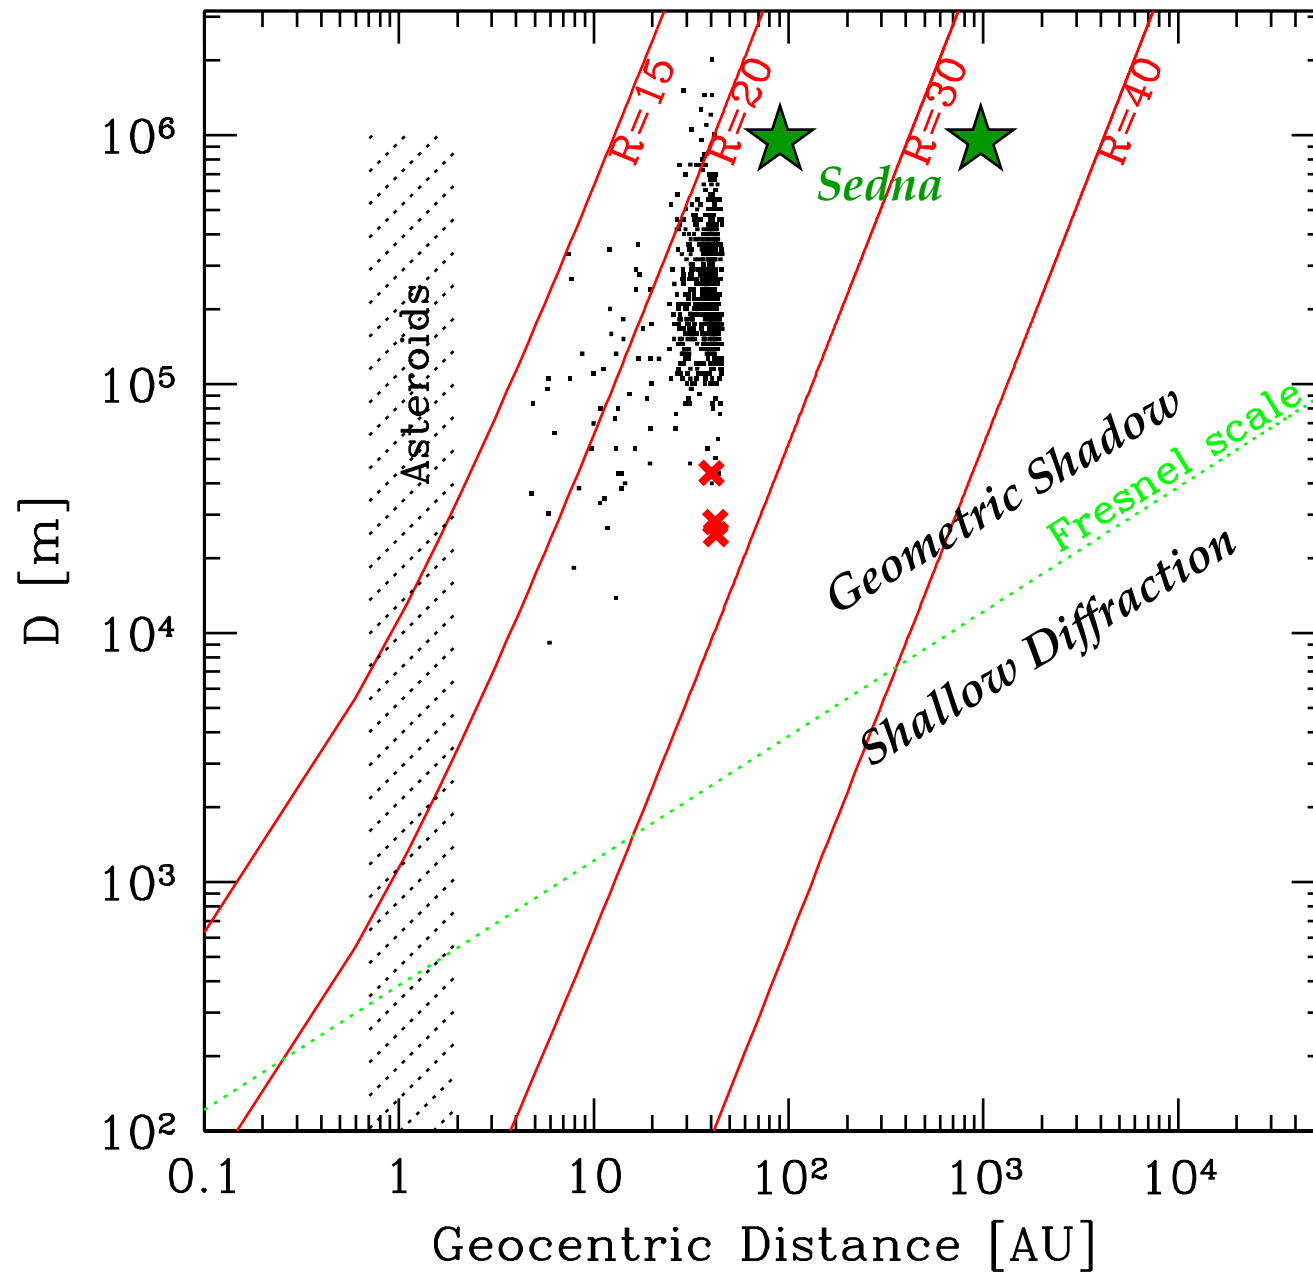 R=15
R=20
R=30
R=40
10⁶
Sedna
Asteroids
10⁵
Geometric Shadow
Fresnel scale
D [m]
10⁴
Shallow Diffraction
10³
10²
0.1 1 10 10² 10³ 10⁴
Geocentric Distance [AU]